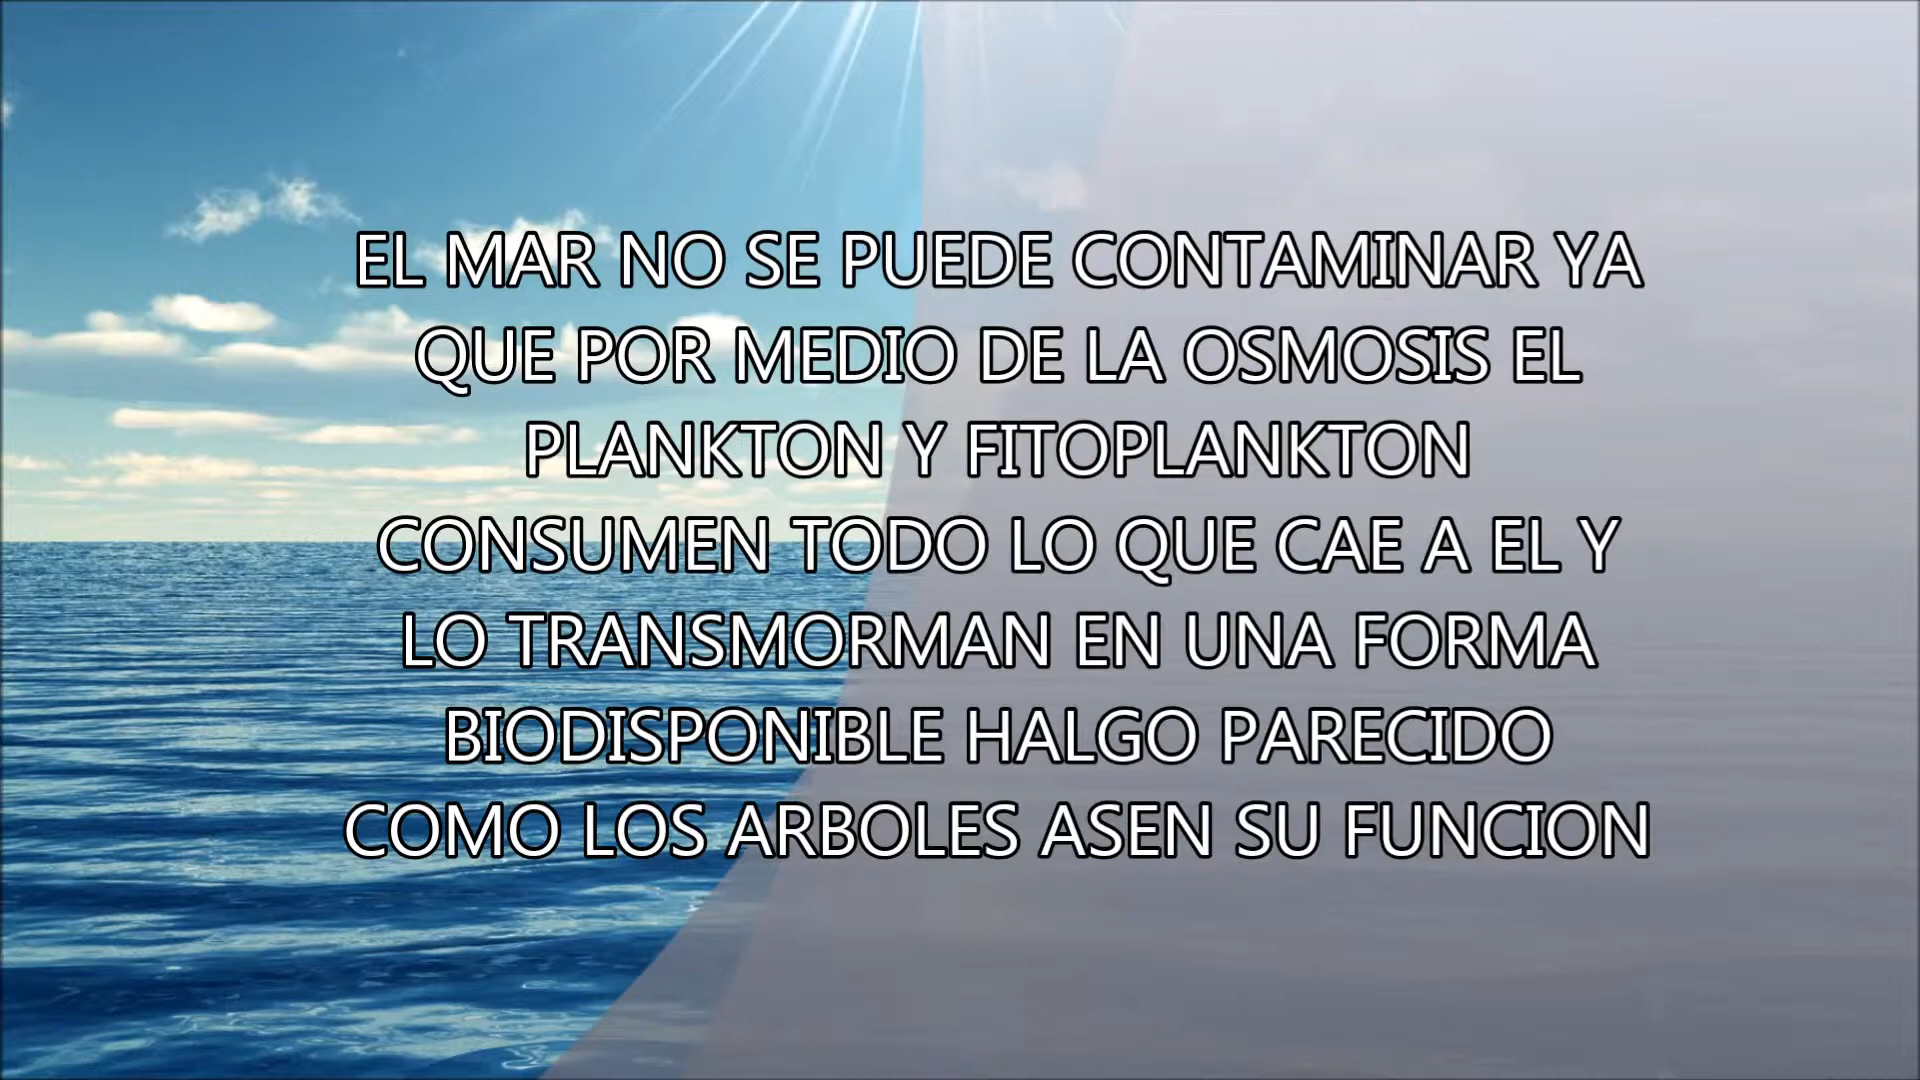 EL MAR NO SE PUEDE CONTAMINAR YA
QUE POR MEDIO DE LA OSMOSIS EL
PLANKTON Y FITOPLANKTON
CONSUMEN TODO LO QUE CAE A EL Y
LO TRANSMORMAN EN UNA FORMA
BIODISPONIBLE HALGO PARECIDO
COMO LOS ARBOLES ASEN SU FUNCION